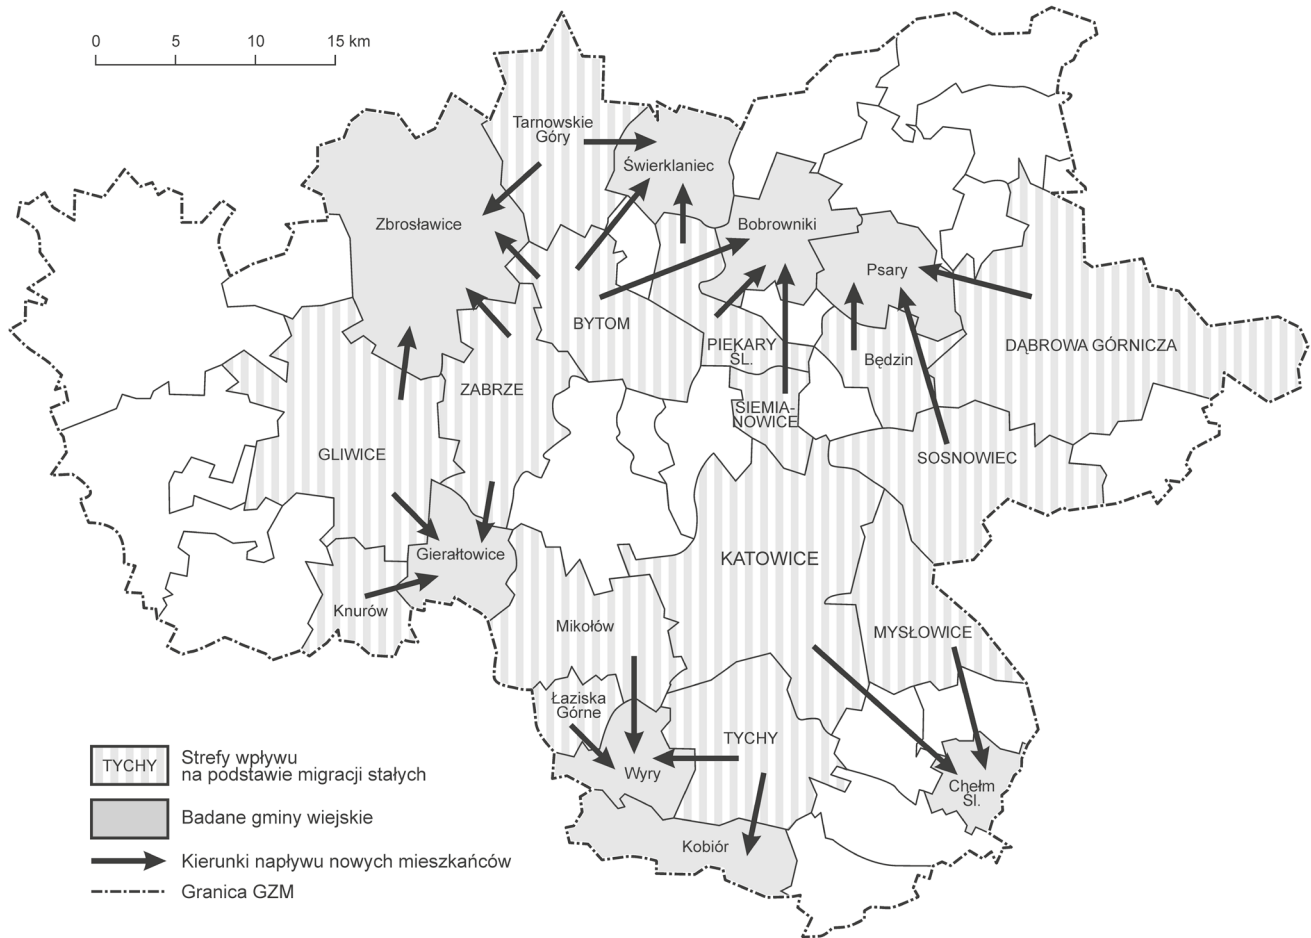 0 5 10 15 km
Tarnowskie
Góry
Świerklaniec
Zbrosławice
Bobrowniki
Psary
BYTOM
PIEKARY
ŚL.
Będzin
DĄBROWA GÓRNICZA
ZABRZE
SIEMIA-
NOWICE
GLIWICE
SOSNOWIEC
Gierałtowice
KATOWICE
Knurów
Mikołów
MYSŁOWICE
Łaziska
Górne
TYCHY
Wyry
Chełm
Śl.
Kobiór
TYCHY
Strefy wpływu
na podstawie migracji stałych
Badane gminy wiejskie
Kierunki napływu nowych mieszkańców
Granica GZM